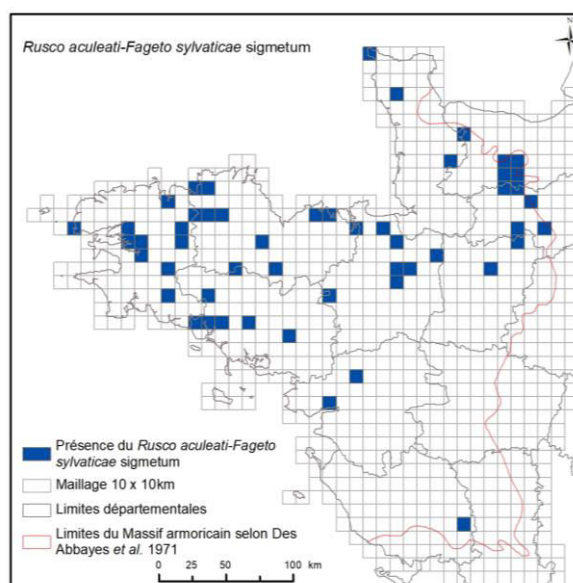 Rusco aculeati-Fageto sylvaticae sigmetum
N
Présence du Rusco aculeati-Fageto
sylvaticae sigmetum
Maillage 10 x 10km
Limites départementales
Limites du Massif armoricain selon Des
Abbayes et al. 1971
0 25 50 100 km